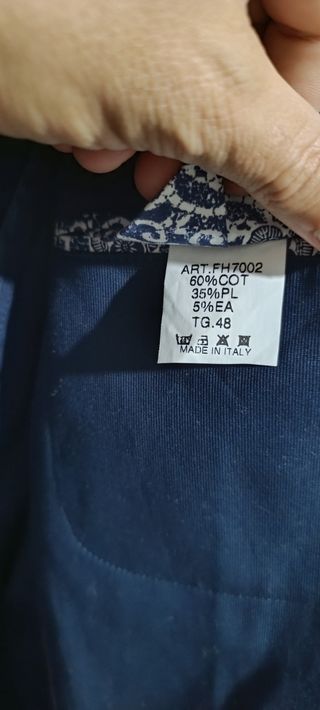 ART.FH7002
60%COT
35%PL
5%EA
TG.48
MADE IN ITALY